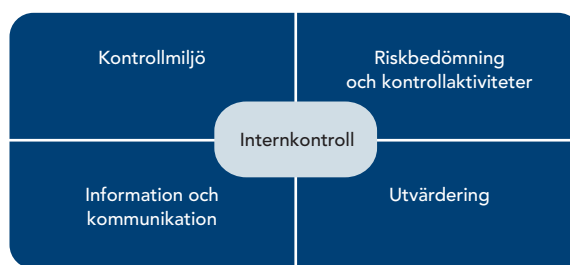 Kontrollmiljö
Riskbedömning
och kontrollaktiviteter
Internkontroll
Information och
kommunikation
Utvärdering